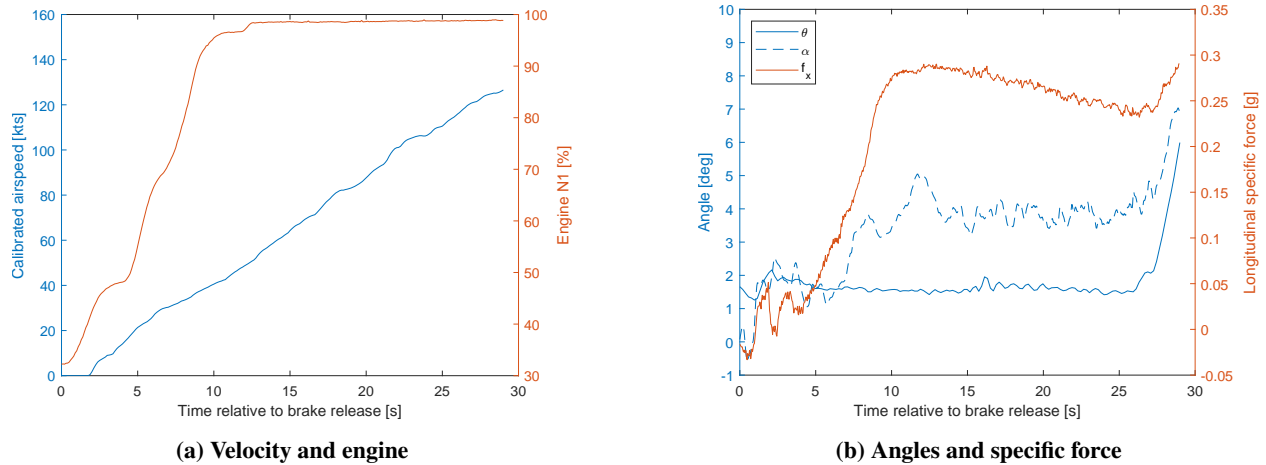 160
140
120
100
80
60
40
20
0
Calibrated airspeed [kts]
100
90
80
70
60
50
40
30
Engine N1 [%]
0 5 10 15 20 25 30
Time relative to brake release [s]
(a) Velocity and engine
10
9
8
7
6
5
4
3
2
1
0
-1
Angle [deg]
θ
α
f_x
0.35
0.3
0.25
0.2
0.15
0.1
0.05
0
-0.05
Longitudinal specific force [g]
0 5 10 15 20 25 30
Time relative to brake release [s]
(b) Angles and specific force